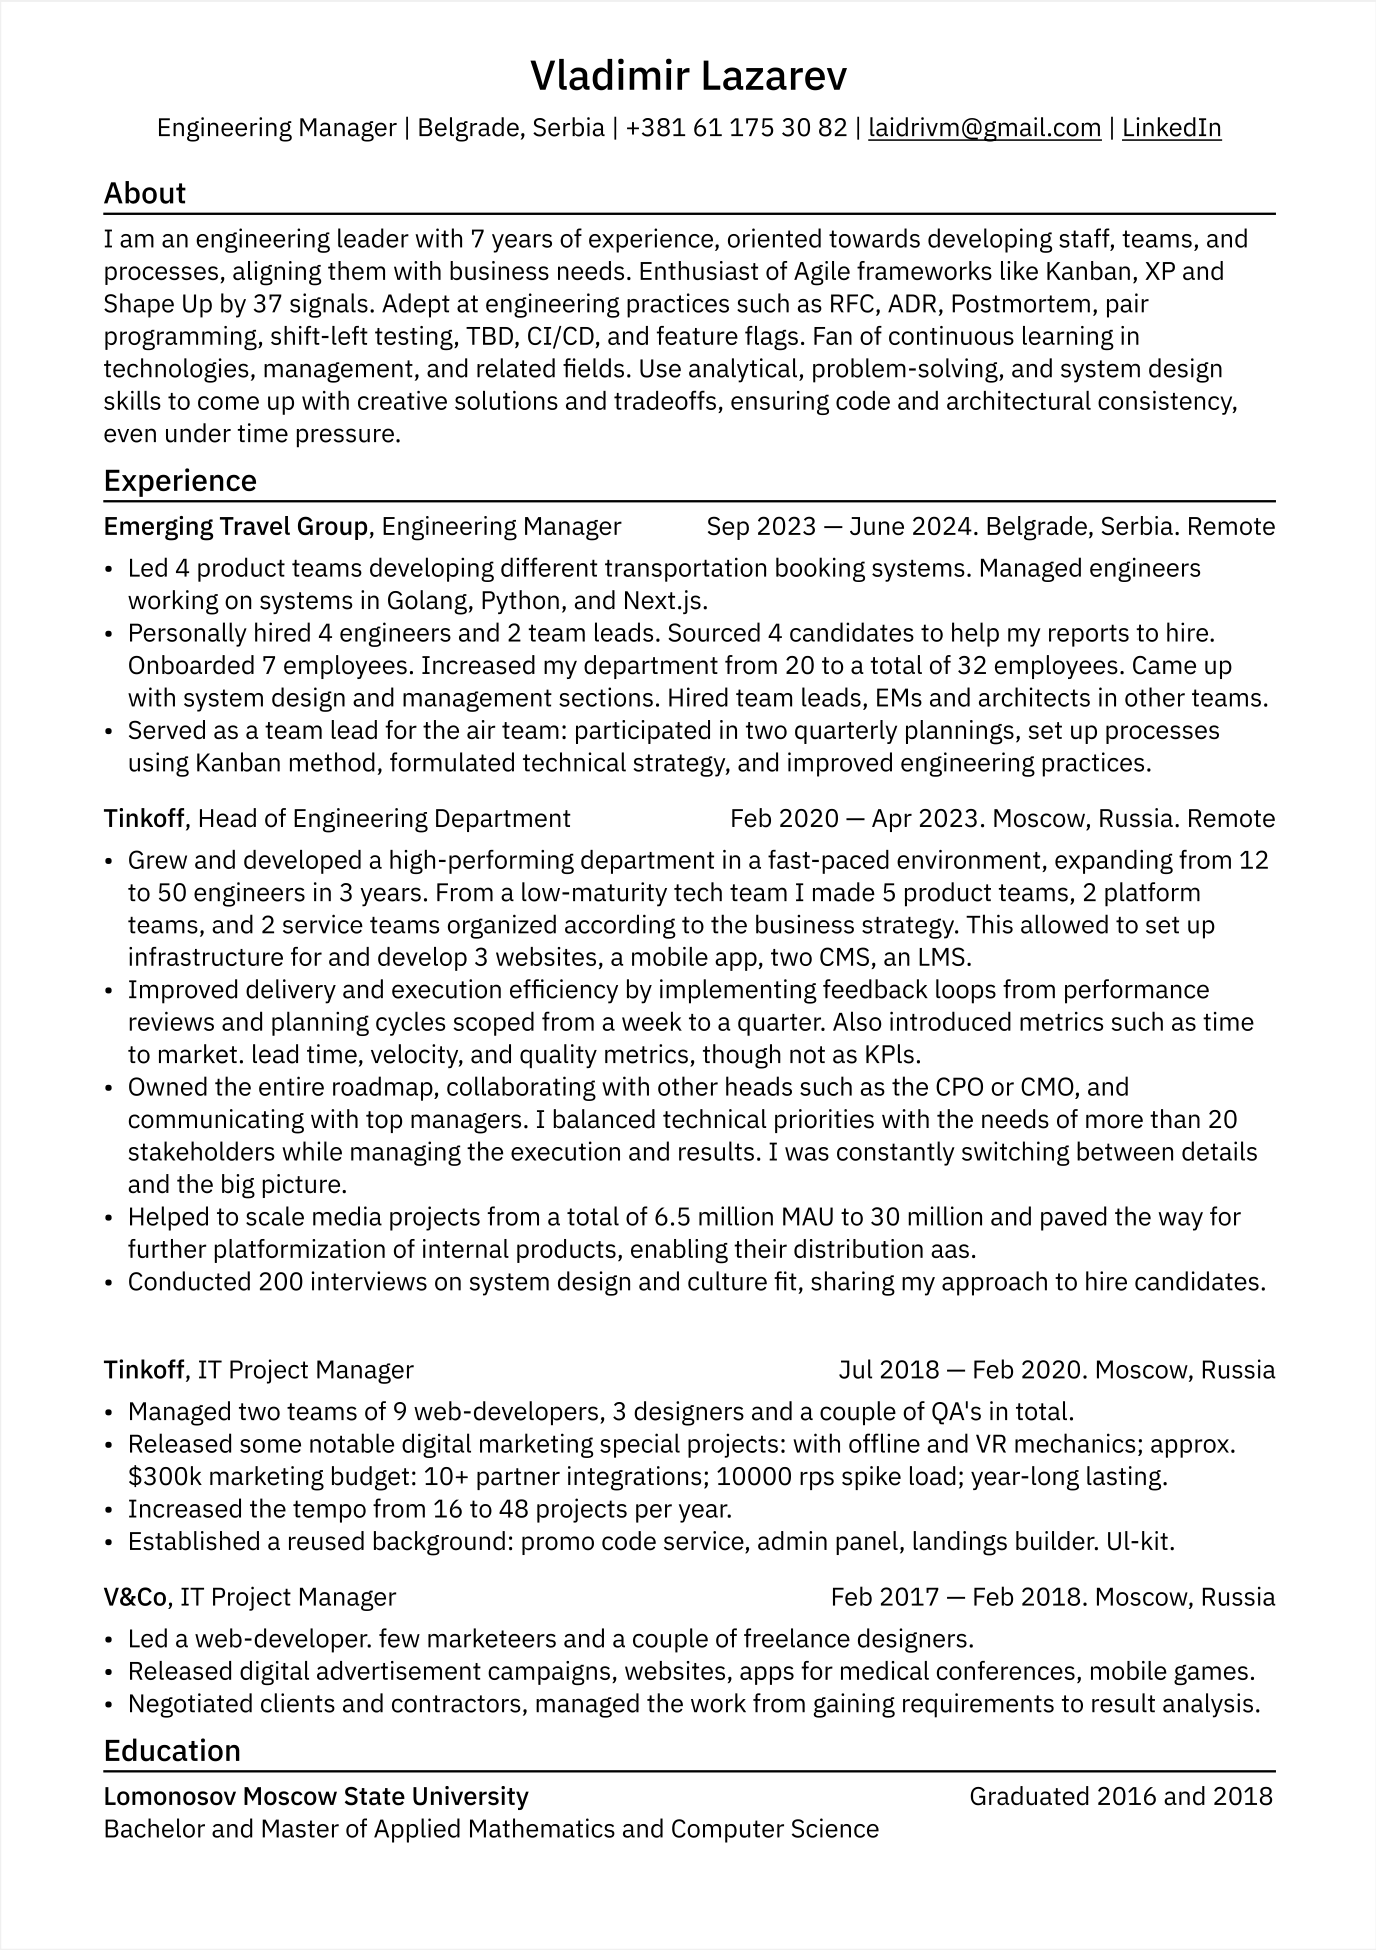 Vladimir Lazarev
Engineering Manager | Belgrade, Serbia | +381 61 175 30 82 | laidrivm@gmail.com | LinkedIn
About
I am an engineering leader with 7 years of experience, oriented towards developing staff, teams, and
processes, aligning them with business needs. Enthusiast of Agile frameworks like Kanban, XP and
Shape Up by 37 signals. Adept at engineering practices such as RFC, ADR, Postmortem, pair
programming, shift-left testing, TBD, CI/CD, and feature flags. Fan of continuous learning in
technologies, management, and related fields. Use analytical, problem-solving, and system design
skills to come up with creative solutions and tradeoffs, ensuring code and architectural consistency,
even under time pressure.
Experience
Emerging Travel Group, Engineering Manager Sep 2023 — June 2024. Belgrade, Serbia. Remote
• Led 4 product teams developing different transportation booking systems. Managed engineers
working on systems in Golang, Python, and Next.js.
• Personally hired 4 engineers and 2 team leads. Sourced 4 candidates to help my reports to hire.
Onboarded 7 employees. Increased my department from 20 to a total of 32 employees. Came up
with system design and management sections. Hired team leads, EMs and architects in other teams.
• Served as a team lead for the air team: participated in two quarterly plannings, set up processes
using Kanban method, formulated technical strategy, and improved engineering practices.
Tinkoff, Head of Engineering Department Feb 2020 — Apr 2023. Moscow, Russia. Remote
• Grew and developed a high-performing department in a fast-paced environment, expanding from 12
to 50 engineers in 3 years. From a low-maturity tech team I made 5 product teams, 2 platform
teams, and 2 service teams organized according to the business strategy. This allowed to set up
infrastructure for and develop 3 websites, a mobile app, two CMS, an LMS.
• Improved delivery and execution efficiency by implementing feedback loops from performance
reviews and planning cycles scoped from a week to a quarter. Also introduced metrics such as time
to market. lead time, velocity, and quality metrics, though not as KPls.
• Owned the entire roadmap, collaborating with other heads such as the CPO or CMO, and
communicating with top managers. I balanced technical priorities with the needs of more than 20
stakeholders while managing the execution and results. I was constantly switching between details
and the big picture.
• Helped to scale media projects from a total of 6.5 million MAU to 30 million and paved the way for
further platformization of internal products, enabling their distribution aas.
• Conducted 200 interviews on system design and culture fit, sharing my approach to hire candidates.
Tinkoff, IT Project Manager Jul 2018 — Feb 2020. Moscow, Russia
• Managed two teams of 9 web-developers, 3 designers and a couple of QA's in total.
• Released some notable digital marketing special projects: with offline and VR mechanics; approx.
$300k marketing budget: 10+ partner integrations; 10000 rps spike load; year-long lasting.
• Increased the tempo from 16 to 48 projects per year.
• Established a reused background: promo code service, admin panel, landings builder. Ul-kit.
V&Co, IT Project Manager Feb 2017 — Feb 2018. Moscow, Russia
• Led a web-developer. few marketeers and a couple of freelance designers.
• Released digital advertisement campaigns, websites, apps for medical conferences, mobile games.
• Negotiated clients and contractors, managed the work from gaining requirements to result analysis.
Education
Lomonosov Moscow State University Graduated 2016 and 2018
Bachelor and Master of Applied Mathematics and Computer Science